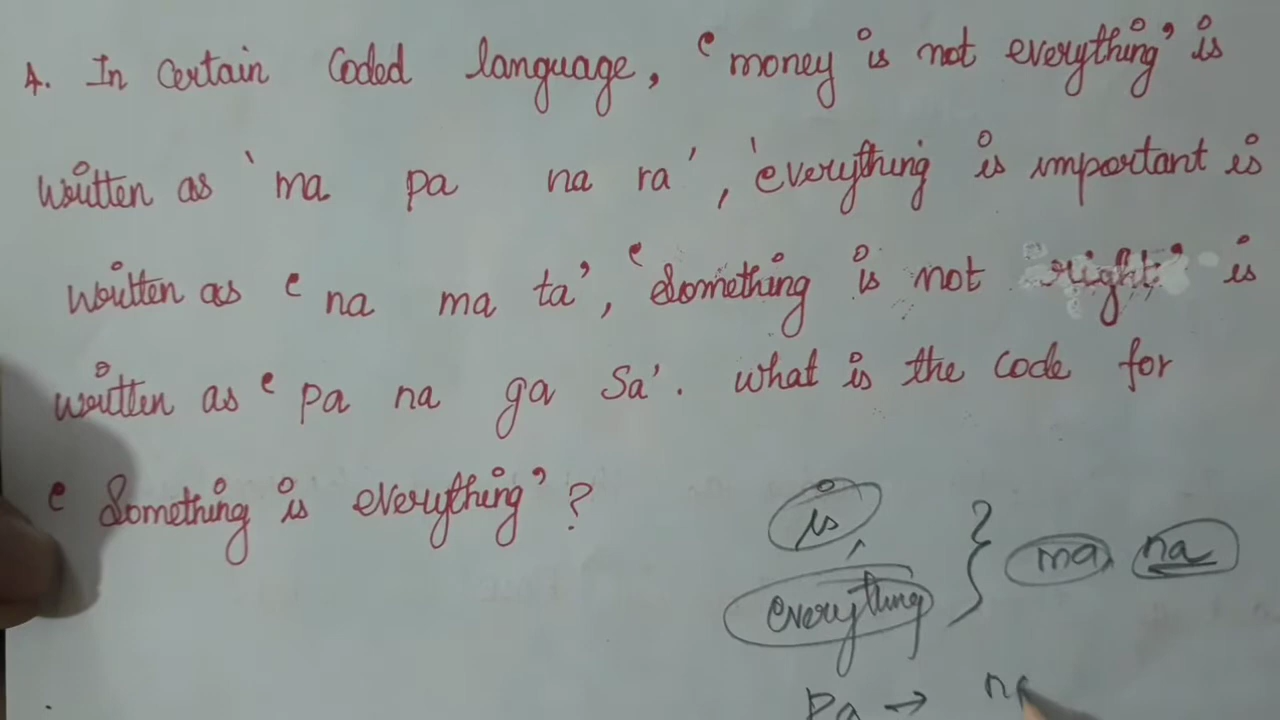 4. In Certain Coded language, ‘money is not everything’ is
written as ‘ma pa na ra’, ‘everything is important is
written as ‘na ma ta’, ‘Something is not right’ is
written as ‘pa na ga Sa’. what is the code for
‘Something is everything’ ?
is,
everything } ma, na
Pa →